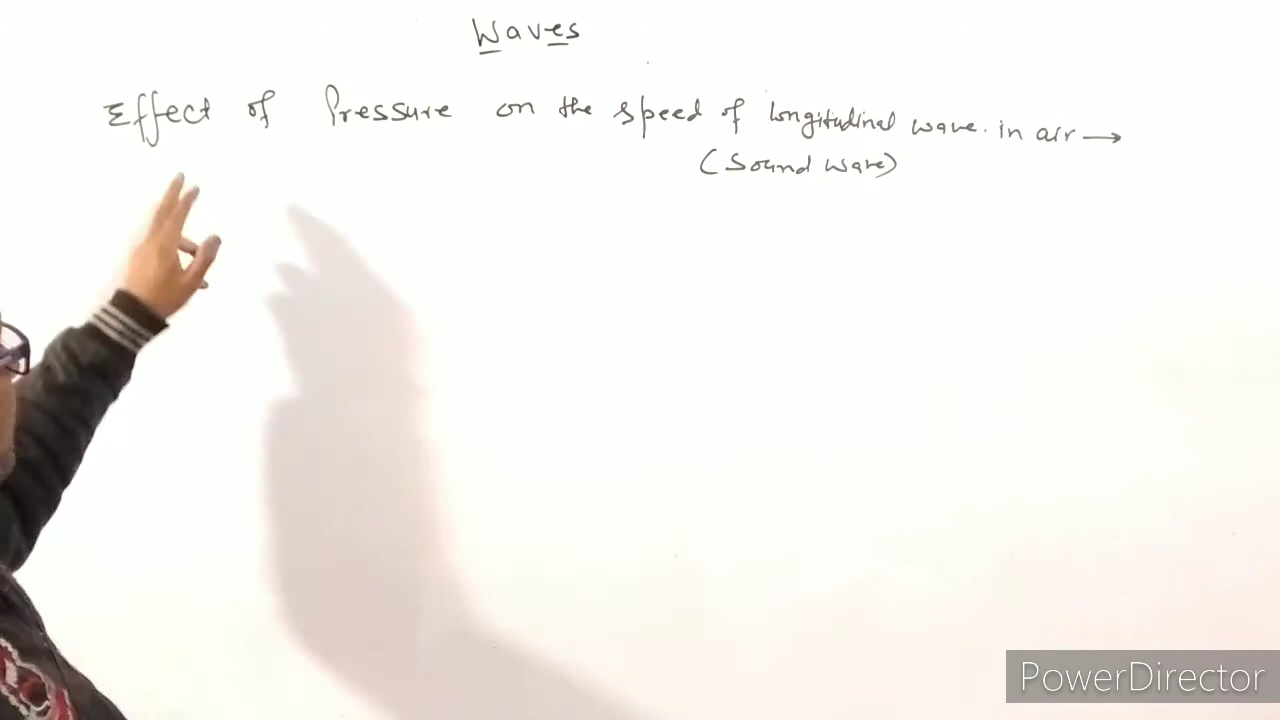 Waves
Effect of Pressure on the speed of longitudinal wave. in air →
(Sound wave)
PowerDirector